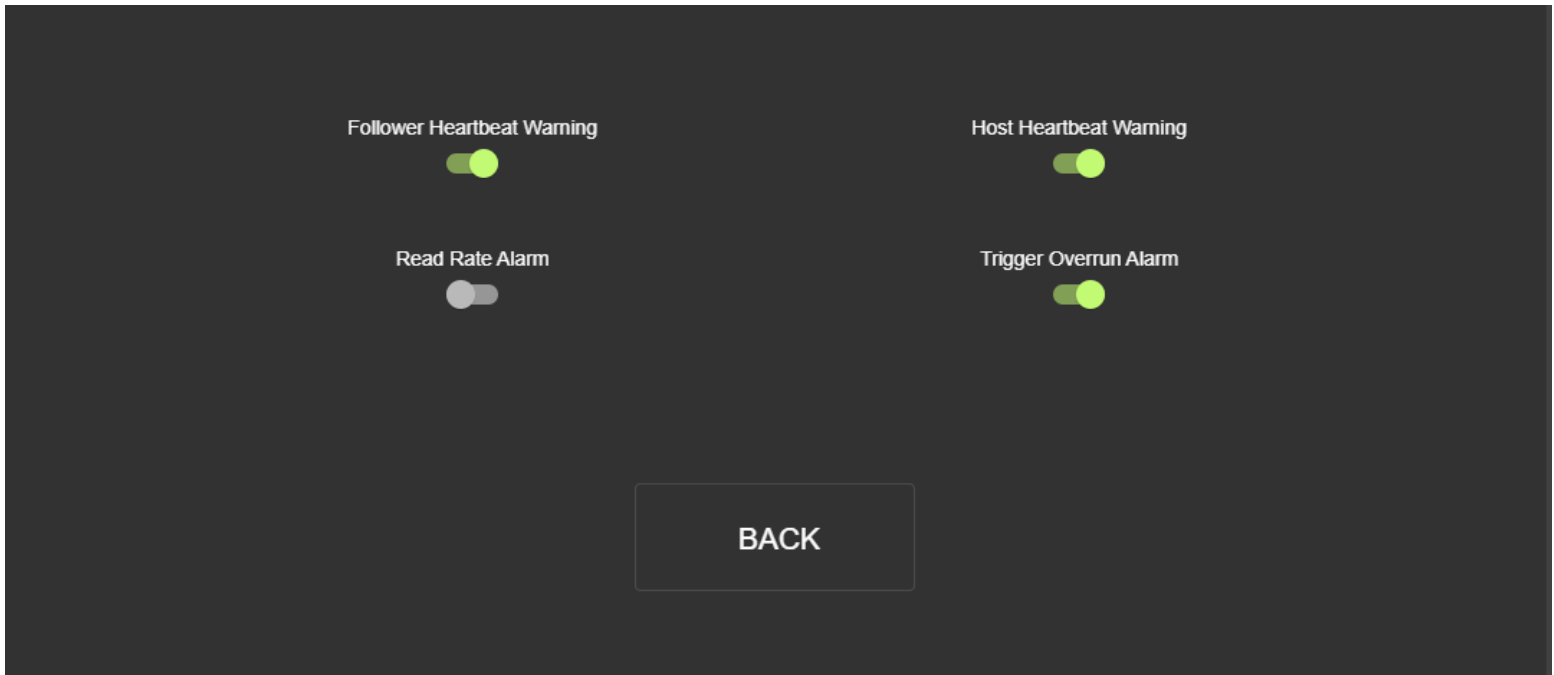 Follower Heartbeat Warning
Host Heartbeat Warning
Read Rate Alarm
Trigger Overrun Alarm
BACK